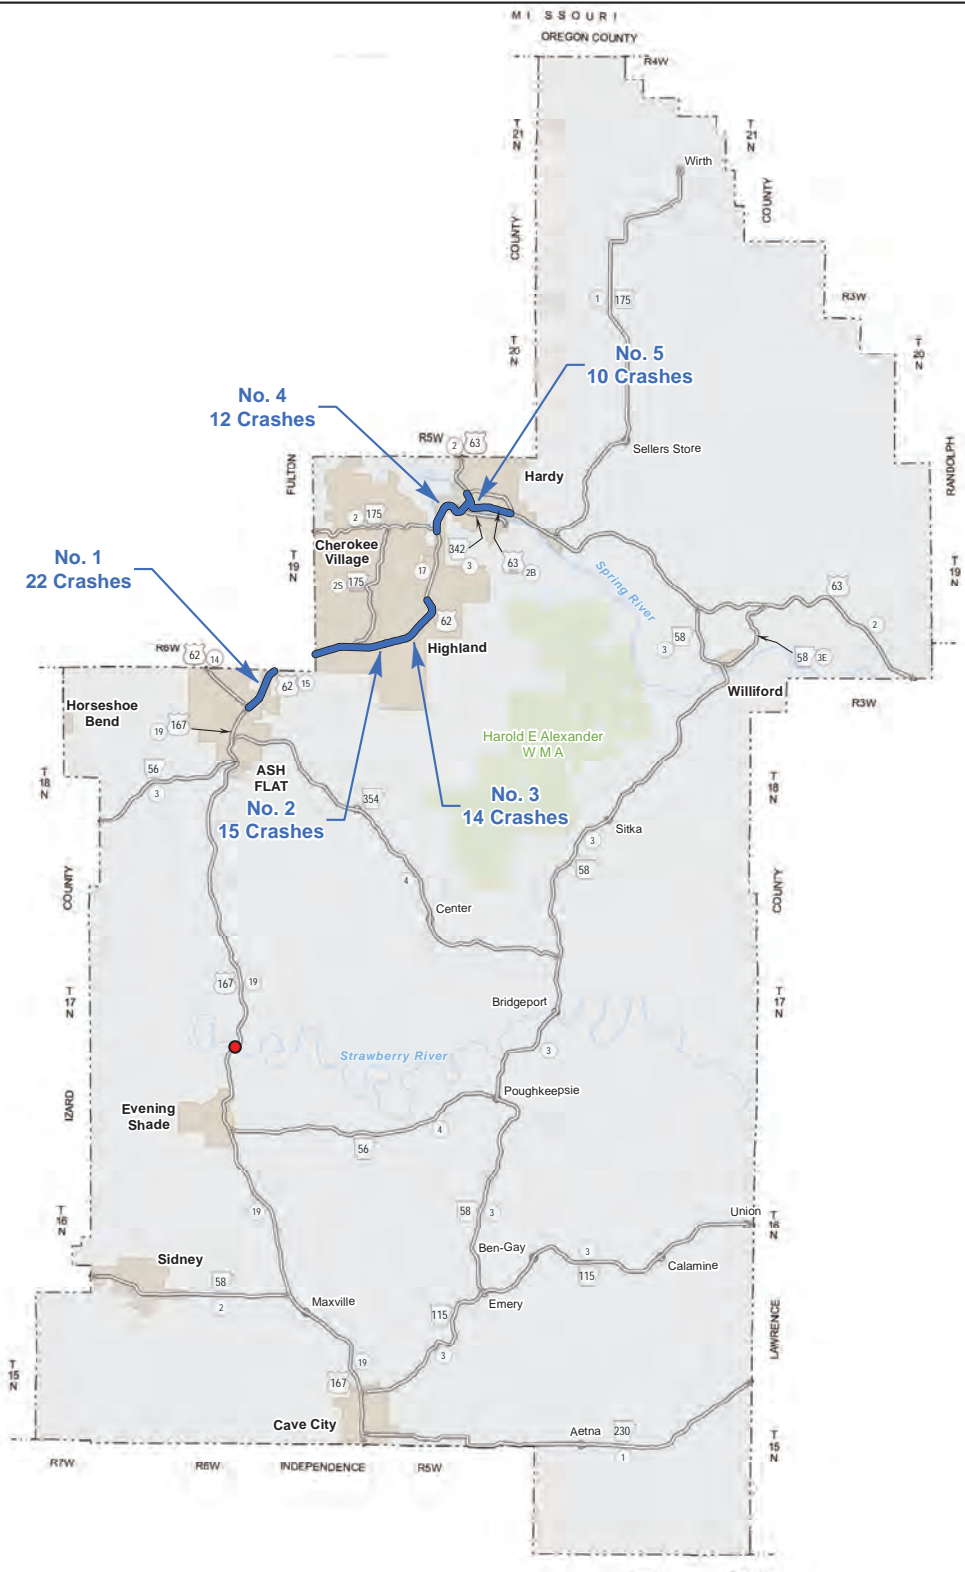 MISSOURI
OREGON COUNTY
R4W
T
21
N
T
21
N
Wirth
COUNTY
COUNTY
1
175
R3W
T
20
N
T
20
N
No. 5
10 Crashes
No. 4
12 Crashes
R5W
2
63
Sellers Store
FULTON
Hardy
RANDOLPH
2
175
Cherokee
Village
342
3
63
2B
T
19
N
T
19
N
No. 1
22 Crashes
2S
175
17
Spring River
63
62
2
58
3
58
3E
R6W
62
14
Highland
62
15
Williford
R3W
Horseshoe
Bend
19
167
Harold E Alexander
W M A
56
3
ASH
FLAT
T
18
N
T
18
N
No. 2
15 Crashes
354
No. 3
14 Crashes
3
Sitka
58
4
COUNTY
COUNTY
Center
167
19
T
17
N
T
17
N
Bridgeport
3
Strawberry River
Poughkeepsie
IZARD
Evening
Shade
4
56
19
58
3
T
16
N
T
16
N
Union
Ben-Gay
3
Calamine
115
Sidney
58
2
Maxville
115
Emery
LAWRENCE
3
T
15
N
19
167
Cave City
Aetna
230
1
T
15
N
R7W
R6W
INDEPENDENCE
R5W